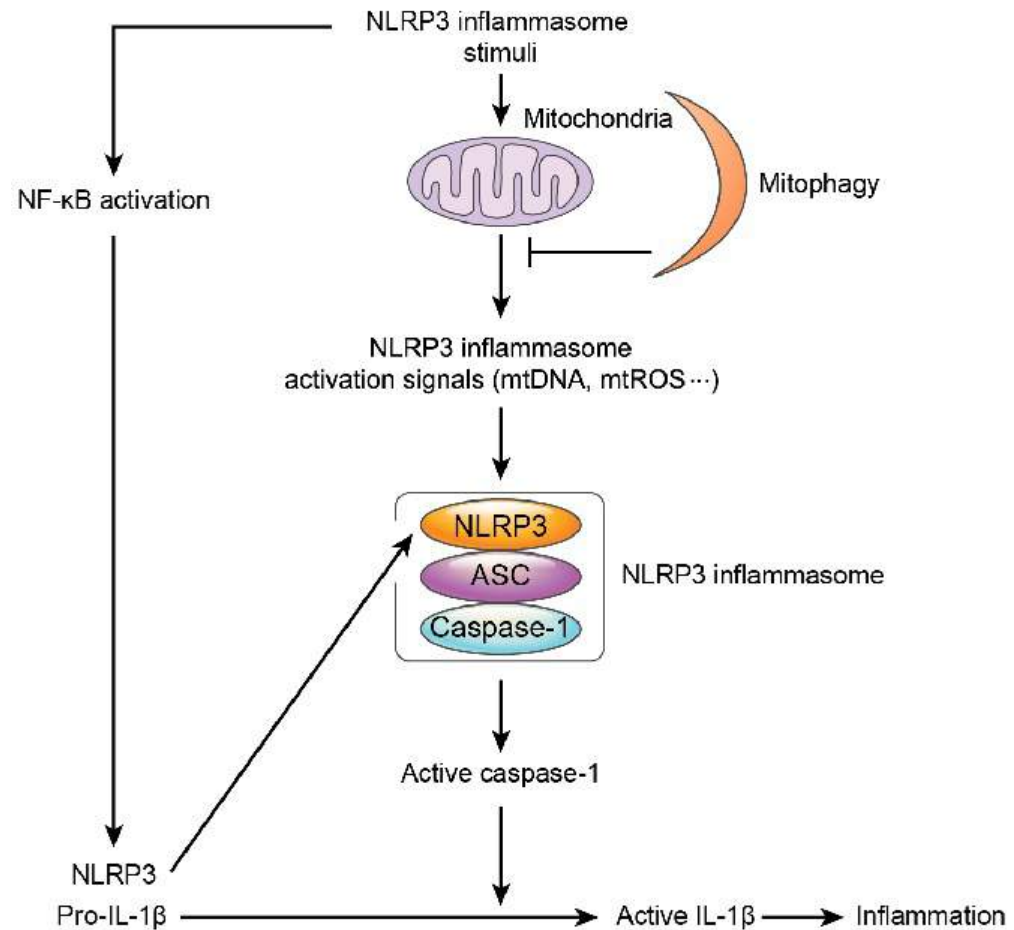 NLRP3 inflammasome
stimuli
Mitochondria
Mitophagy
NF-κB activation
NLRP3 inflammasome
activation signals (mtDNA, mtROS···)
NLRP3
ASC
Caspase-1
NLRP3 inflammasome
Active caspase-1
NLRP3
Pro-IL-1β
Active IL-1β
Inflammation